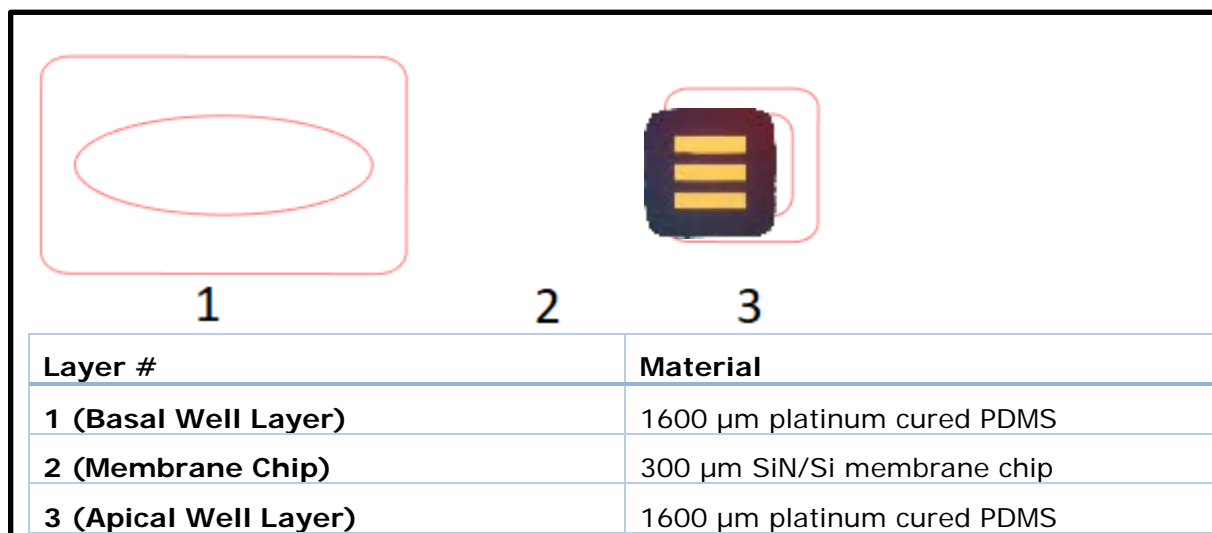 1 2 3
Layer # Material
1 (Basal Well Layer) 1600 µm platinum cured PDMS
2 (Membrane Chip) 300 µm SiN/Si membrane chip
3 (Apical Well Layer) 1600 µm platinum cured PDMS